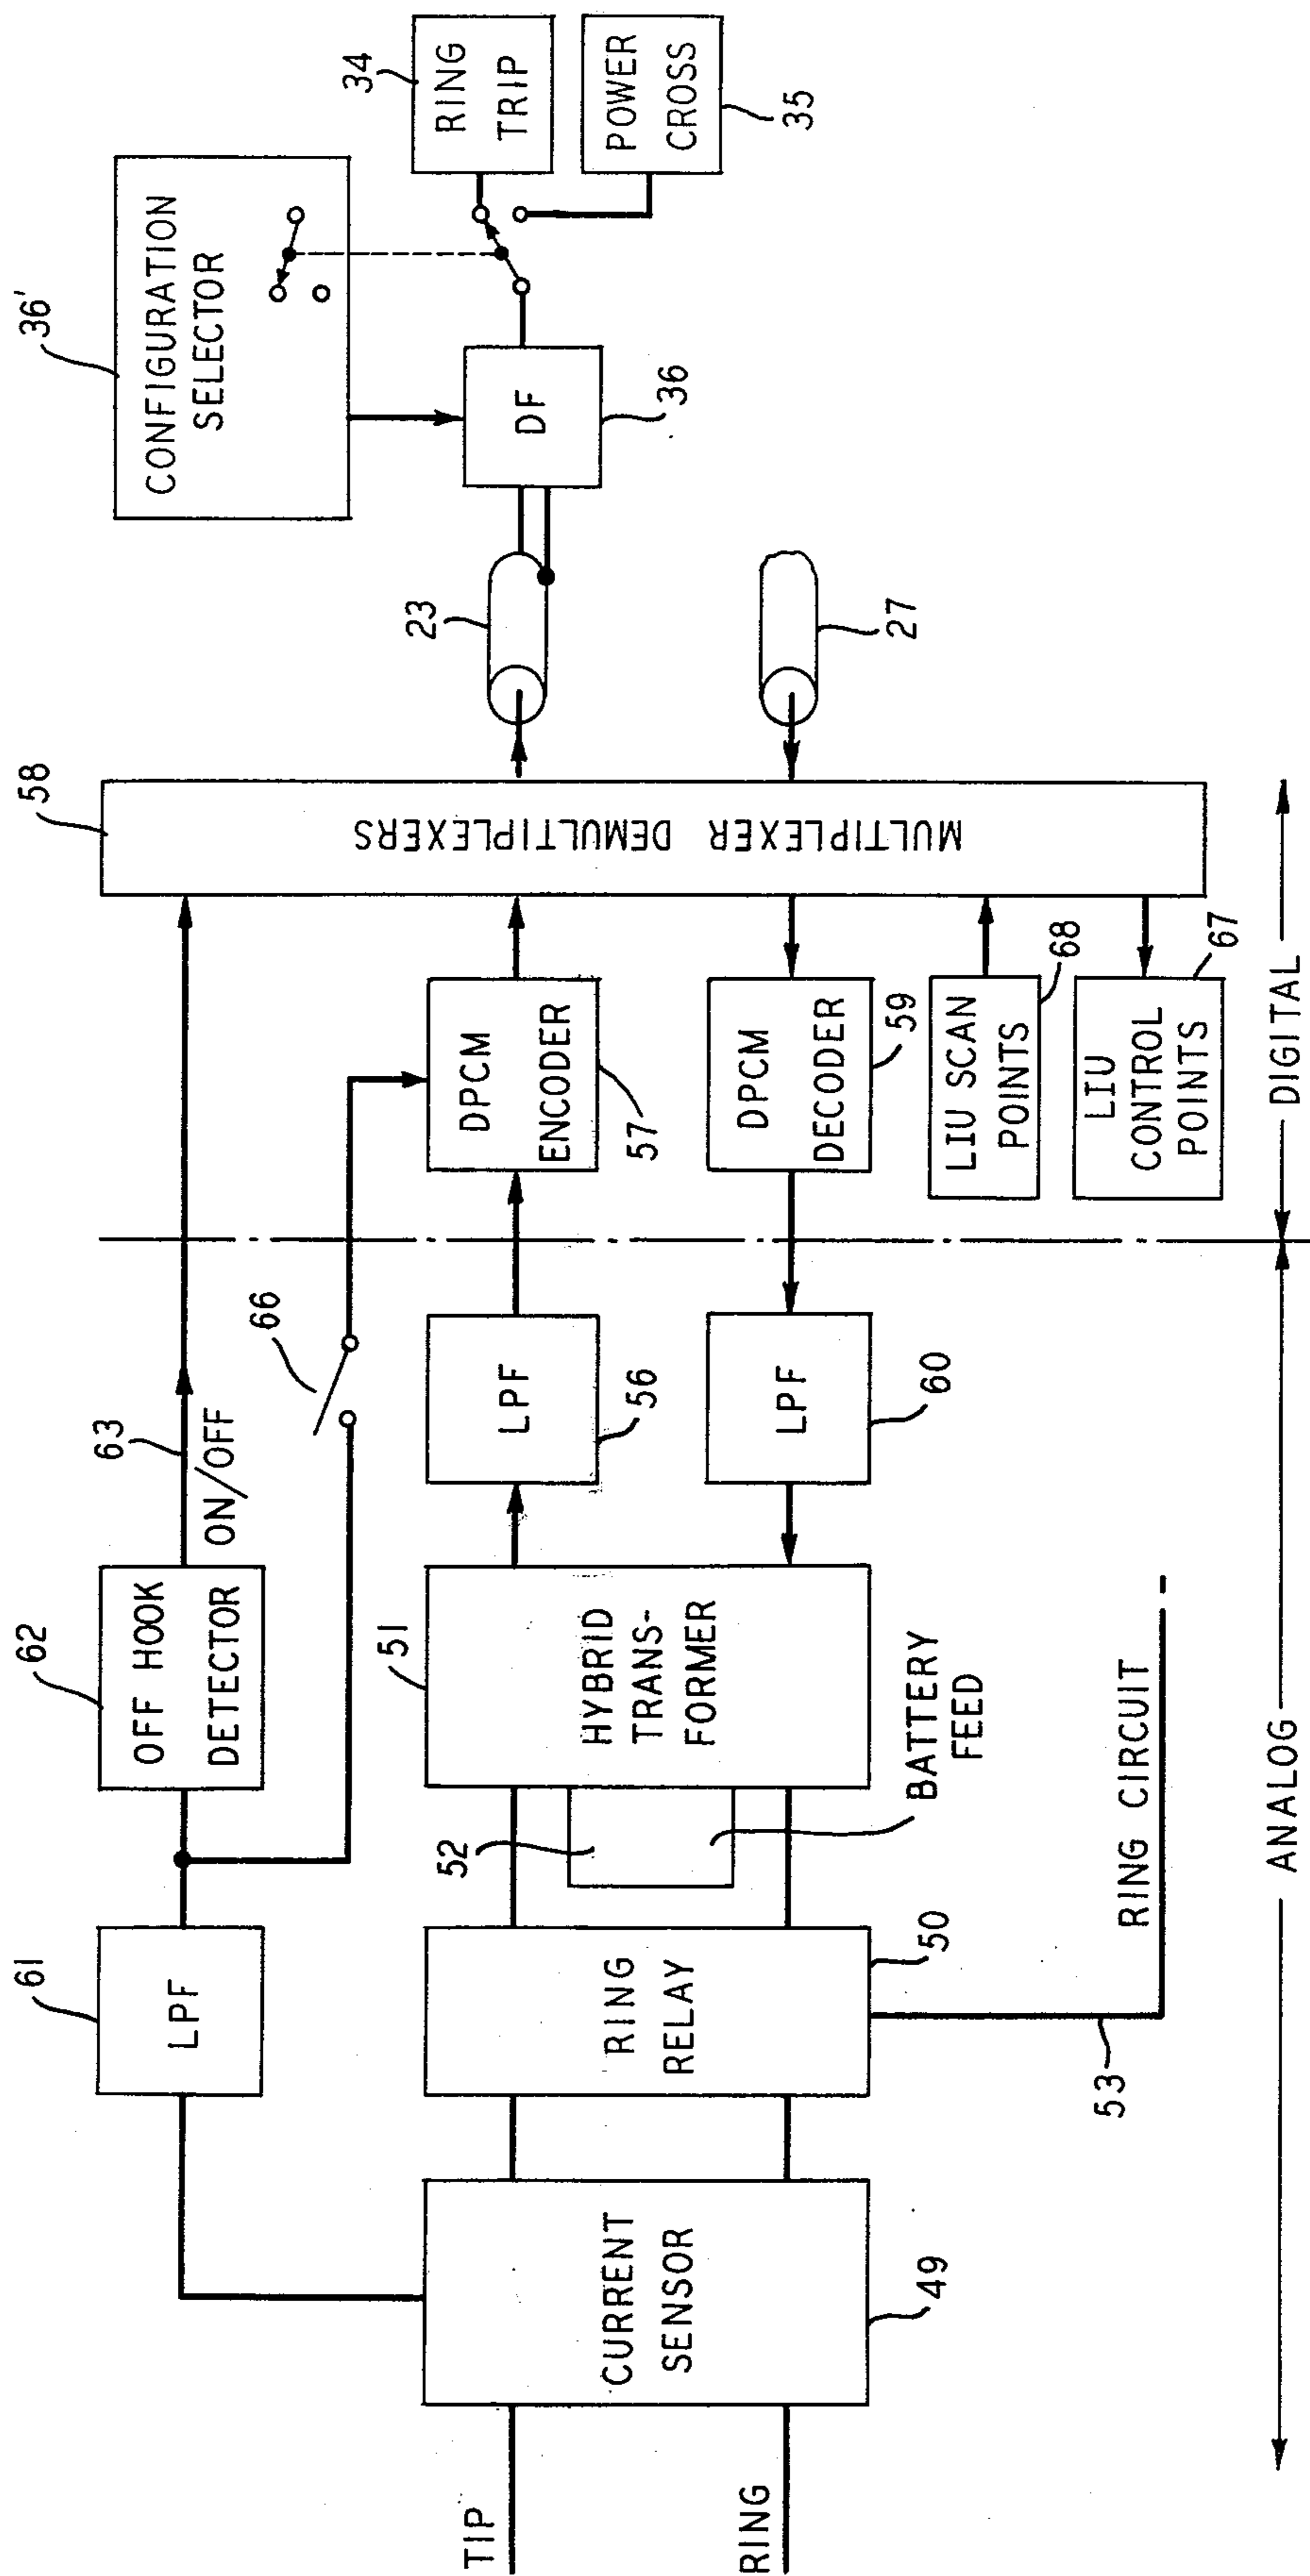 36'
CONFIGURATION
SELECTOR
34
RING
TRIP
POWER
CROSS
35
DF
36
23
27
58
MULTIPLEXER DEMULTIPLEXERS
63
ON/OFF
66
62
OFF HOOK
DETECTOR
61
LPF
DPCM
ENCODER
57
DPCM
DECODER
59
LIU SCAN
POINTS
68
LIU
CONTROL
POINTS
67
LPF
56
LPF
60
51
HYBRID
TRANS-
FORMER
52
BATTERY
FEED
RING
RELAY
50
53
RING CIRCUIT
CURRENT
SENSOR
49
TIP
RING
ANALOG
DIGITAL